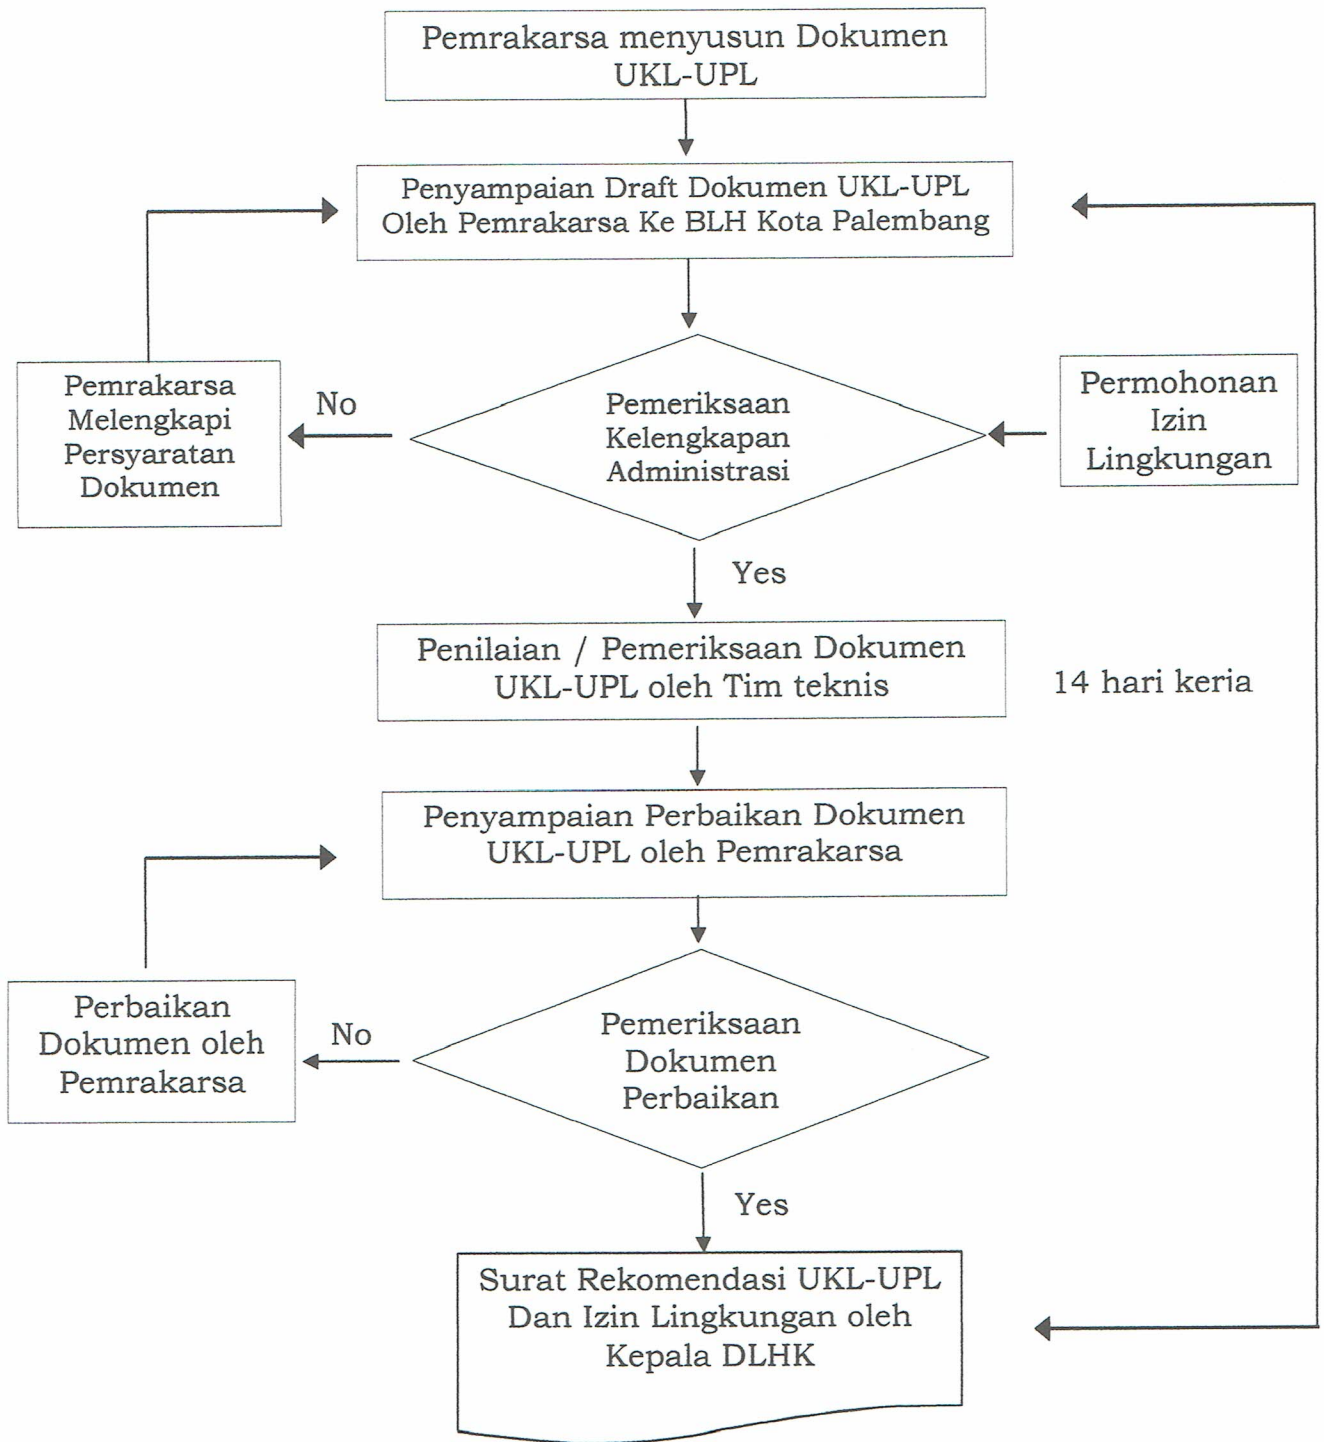 Pemrakarsa menyusun Dokumen
UKL-UPL
Penyampaian Draft Dokumen UKL-UPL
Oleh Pemrakarsa Ke BLH Kota Palembang
Pemrakarsa
Melengkapi
Persyaratan
Dokumen
No
Pemeriksaan
Kelengkapan
Administrasi
Permohonan
Izin
Lingkungan
Yes
Penilaian / Pemeriksaan Dokumen
UKL-UPL oleh Tim teknis
14 hari keria
Penyampaian Perbaikan Dokumen
UKL-UPL oleh Pemrakarsa
Perbaikan
Dokumen oleh
Pemrakarsa
No
Pemeriksaan
Dokumen
Perbaikan
Yes
Surat Rekomendasi UKL-UPL
Dan Izin Lingkungan oleh
Kepala DLHK